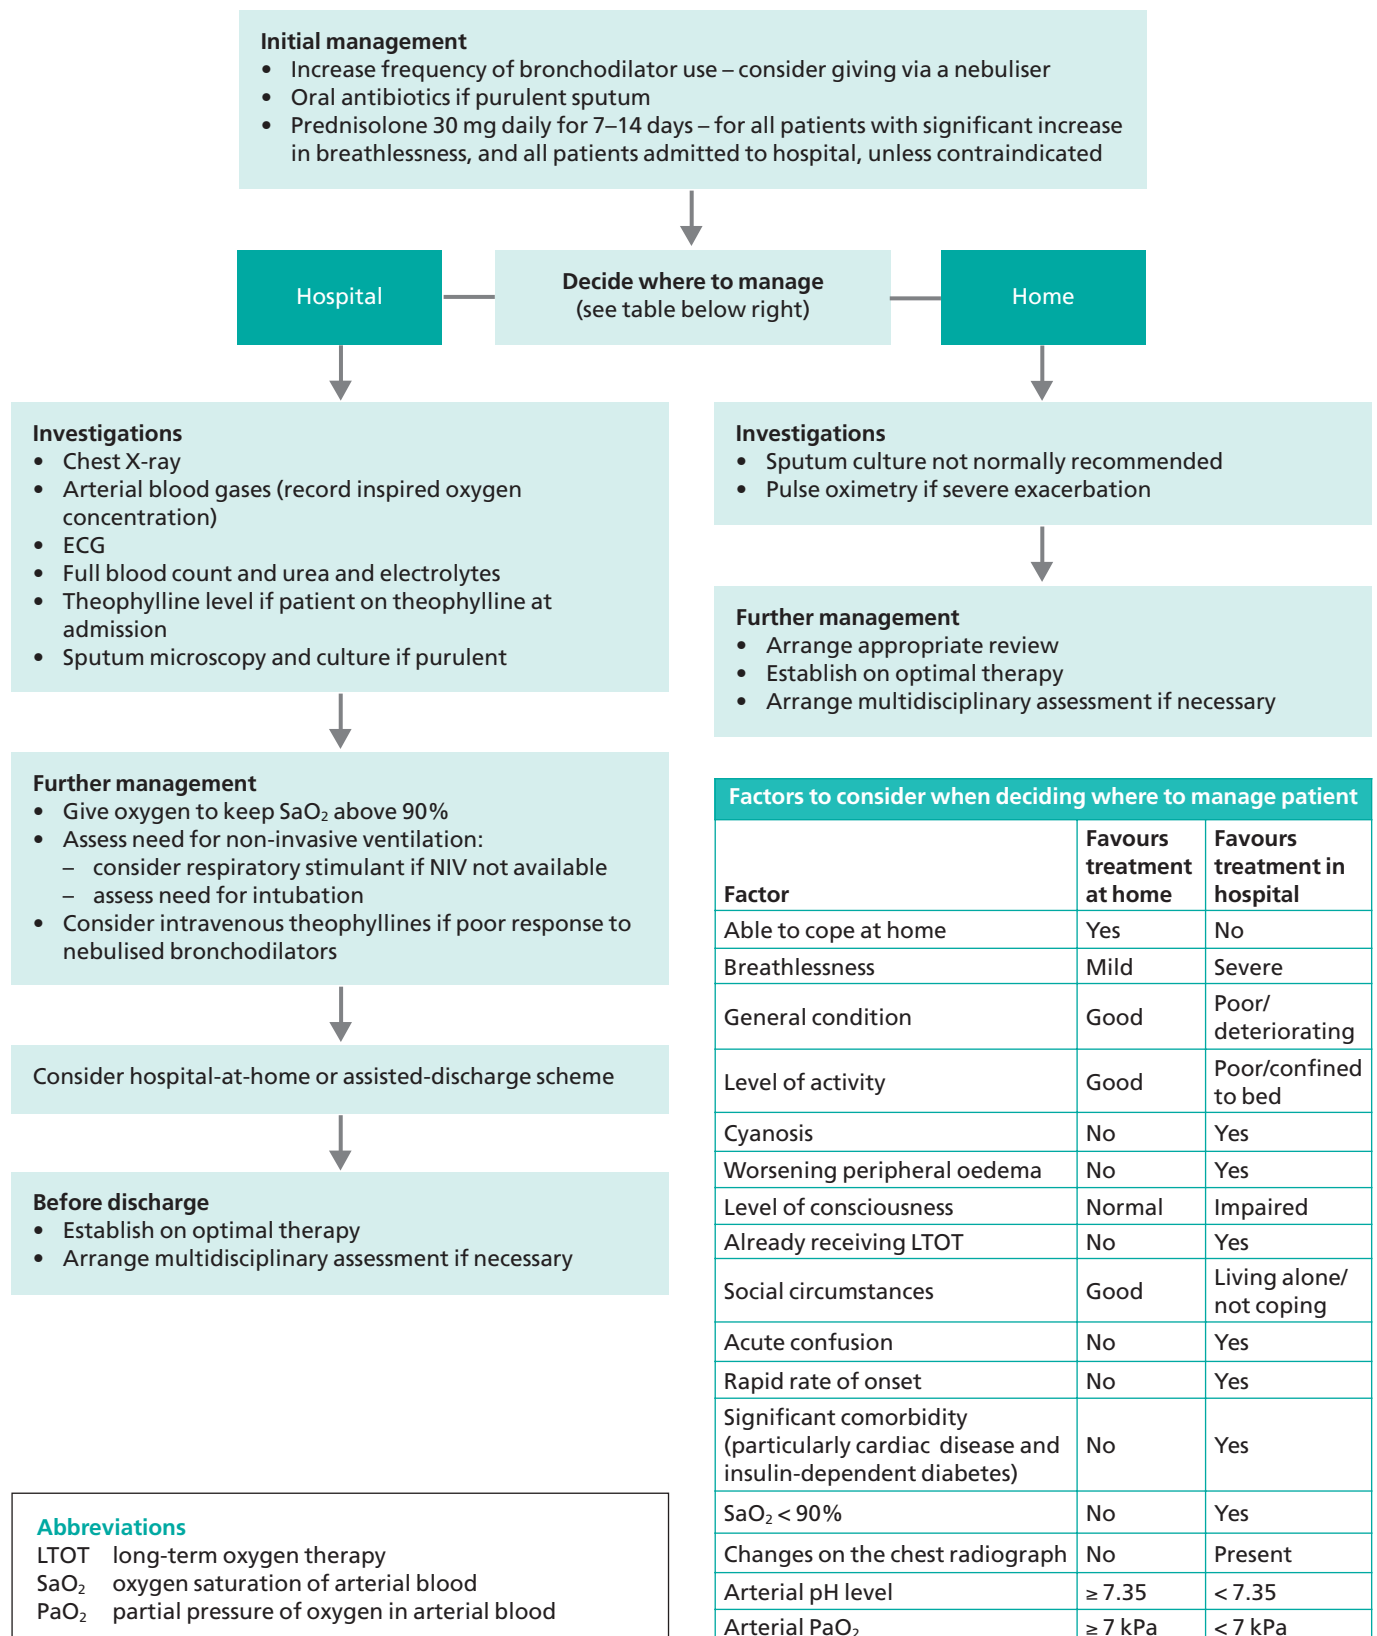 Initial management
• Increase frequency of bronchodilator use – consider giving via a nebuliser
• Oral antibiotics if purulent sputum
• Prednisolone 30 mg daily for 7–14 days – for all patients with significant increase
in breathlessness, and all patients admitted to hospital, unless contraindicated
Hospital
Decide where to manage
(see table below right)
Home
Investigations
• Chest X-ray
• Arterial blood gases (record inspired oxygen
concentration)
• ECG
• Full blood count and urea and electrolytes
• Theophylline level if patient on theophylline at
admission
• Sputum microscopy and culture if purulent
Further management
• Give oxygen to keep SaO₂ above 90%
• Assess need for non-invasive ventilation:
– consider respiratory stimulant if NIV not available
– assess need for intubation
• Consider intravenous theophyllines if poor response to
nebulised bronchodilators
Consider hospital-at-home or assisted-discharge scheme
Before discharge
• Establish on optimal therapy
• Arrange multidisciplinary assessment if necessary
Investigations
• Sputum culture not normally recommended
• Pulse oximetry if severe exacerbation
Further management
• Arrange appropriate review
• Establish on optimal therapy
• Arrange multidisciplinary assessment if necessary
Factors to consider when deciding where to manage patient
Factor Favours treatment at home Favours treatment in hospital
Able to cope at home Yes No
Breathlessness Mild Severe
General condition Good Poor/
deteriorating
Level of activity Good Poor/confined
to bed
Cyanosis No Yes
Worsening peripheral oedema No Yes
Level of consciousness Normal Impaired
Already receiving LTOT No Yes
Social circumstances Good Living alone/
not coping
Acute confusion No Yes
Rapid rate of onset No Yes
Significant comorbidity
(particularly cardiac disease and No Yes
insulin-dependent diabetes)
SaO₂ < 90% No Yes
Changes on the chest radiograph No Present
Arterial pH level ≥ 7.35 < 7.35
Arterial PaO₂ ≥ 7 kPa < 7 kPa
Abbreviations
LTOT long-term oxygen therapy
SaO₂ oxygen saturation of arterial blood
PaO₂ partial pressure of oxygen in arterial blood